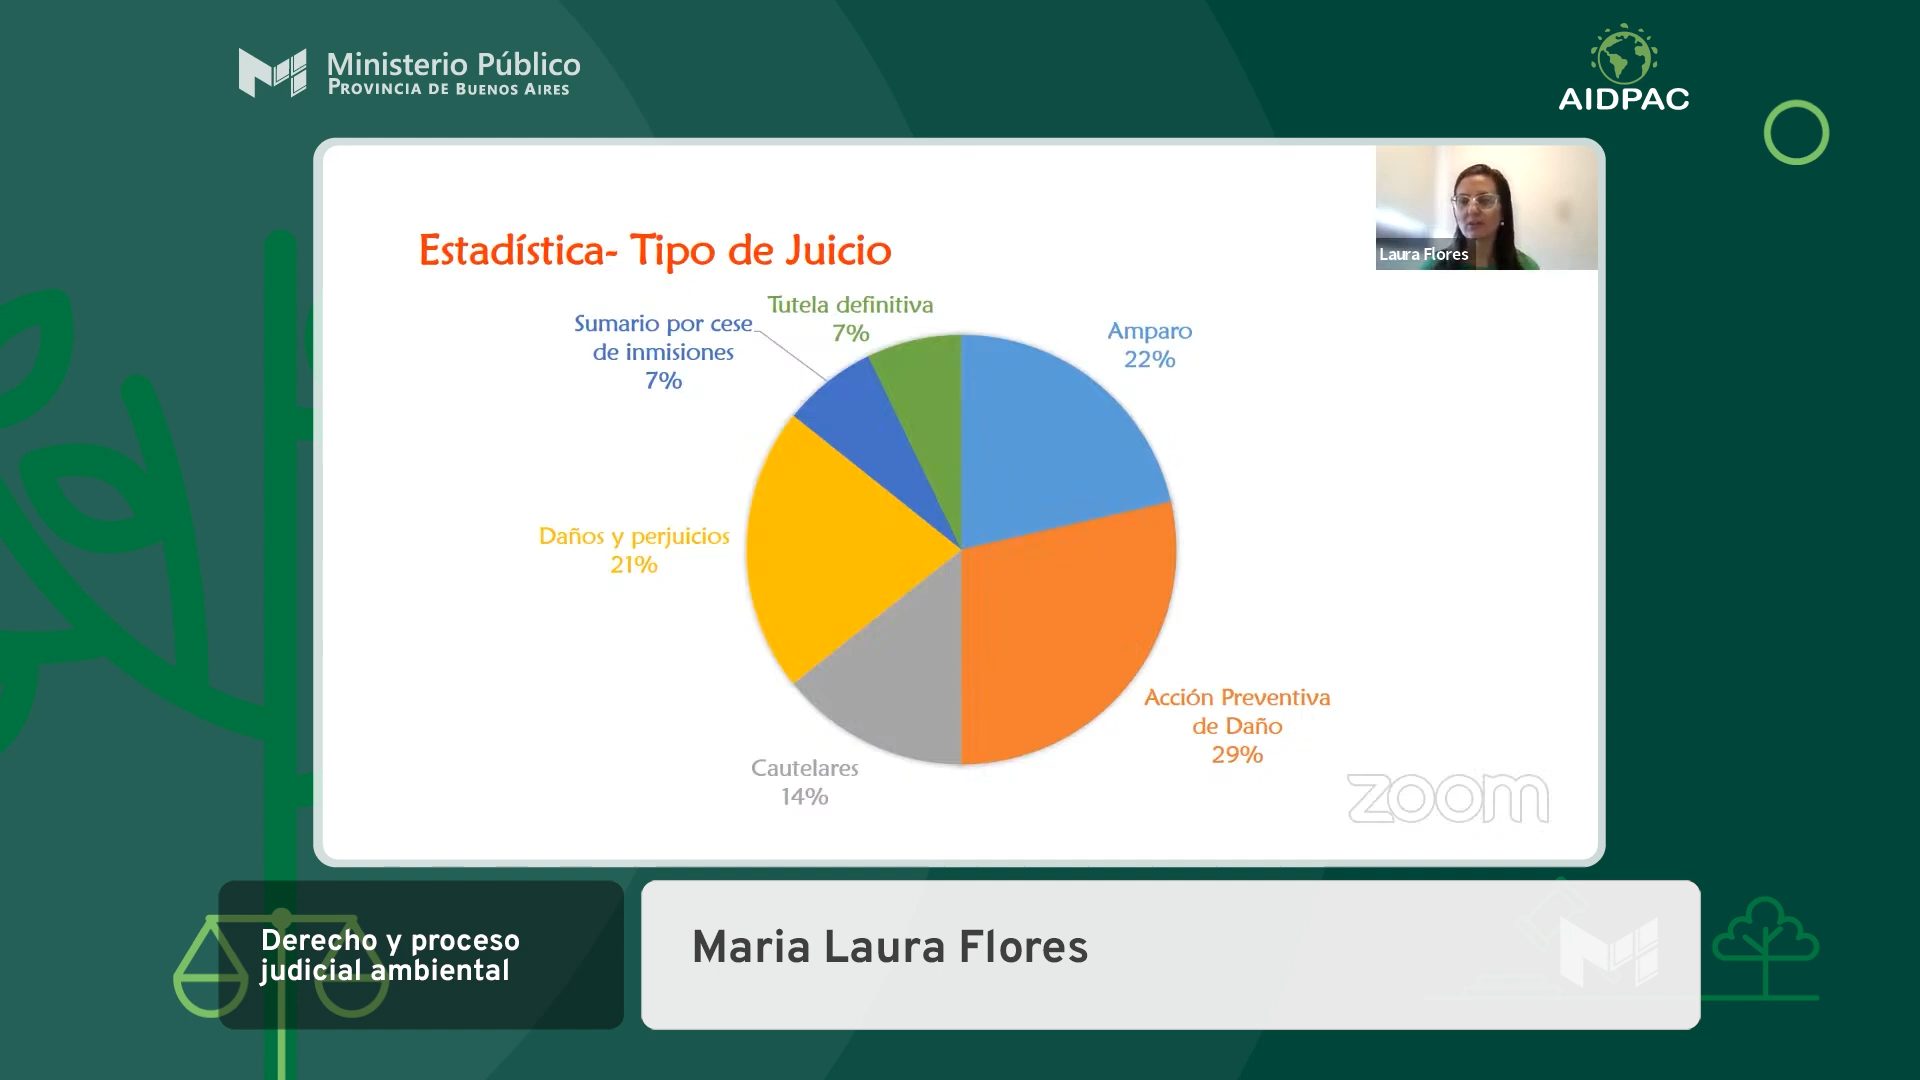 Ministerio Público
PROVINCIA DE BUENOS AIRES
AIDPAC
Laura Flores
Estadística- Tipo de Juicio
Tutela definitiva
7%
Sumario por cese
de inmisiones
7%
Amparo
22%
Daños y perjuicios
21%
Acción Preventiva
de Daño
29%
Cautelares
14%
zoom
Derecho y proceso
judicial ambiental
Maria Laura Flores